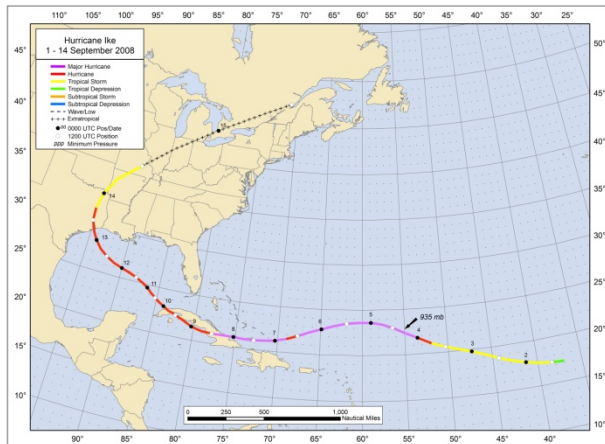 110° 105° 100° 95° 90° 85° 80° 75° 70° 65° 60° 55° 50° 45° 40° 35° 30° 25°
Hurricane Ike
1 - 14 September 2008
Major Hurricane
Hurricane
Tropical Storm
Tropical Depression
Subtropical Storm
Subtropical Depression
Wave/Low
Extratropical
00 0000 UTC Pos/Date
1200 UTC Position
PPP Minimum Pressure
45°
40°
35°
30°
25°
20°
15°
10°
45°
40°
35°
30°
25°
20°
15°
10°
15
14
13
12
11
10
9
8
7
6
5
935 mb
4
3
2
0 250 500 1,000
Nautical Miles
90° 85° 80° 75° 70° 65° 60° 55° 50° 45° 40°